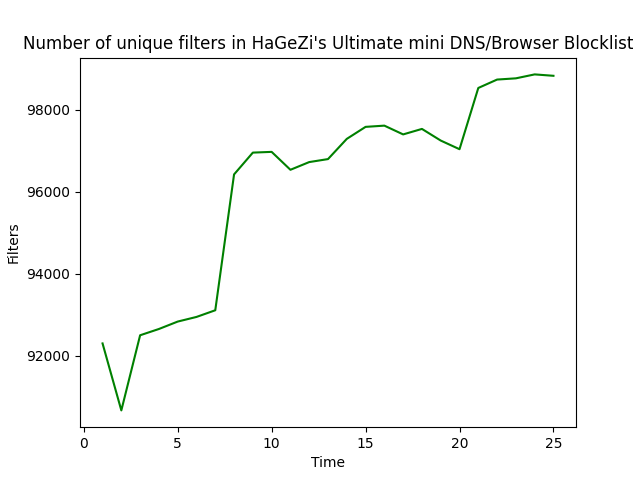 Number of unique filters in HaGeZi's Ultimate mini DNS/Browser Blocklist
98000
96000
94000
92000
Filters
0 5 10 15 20 25
Time